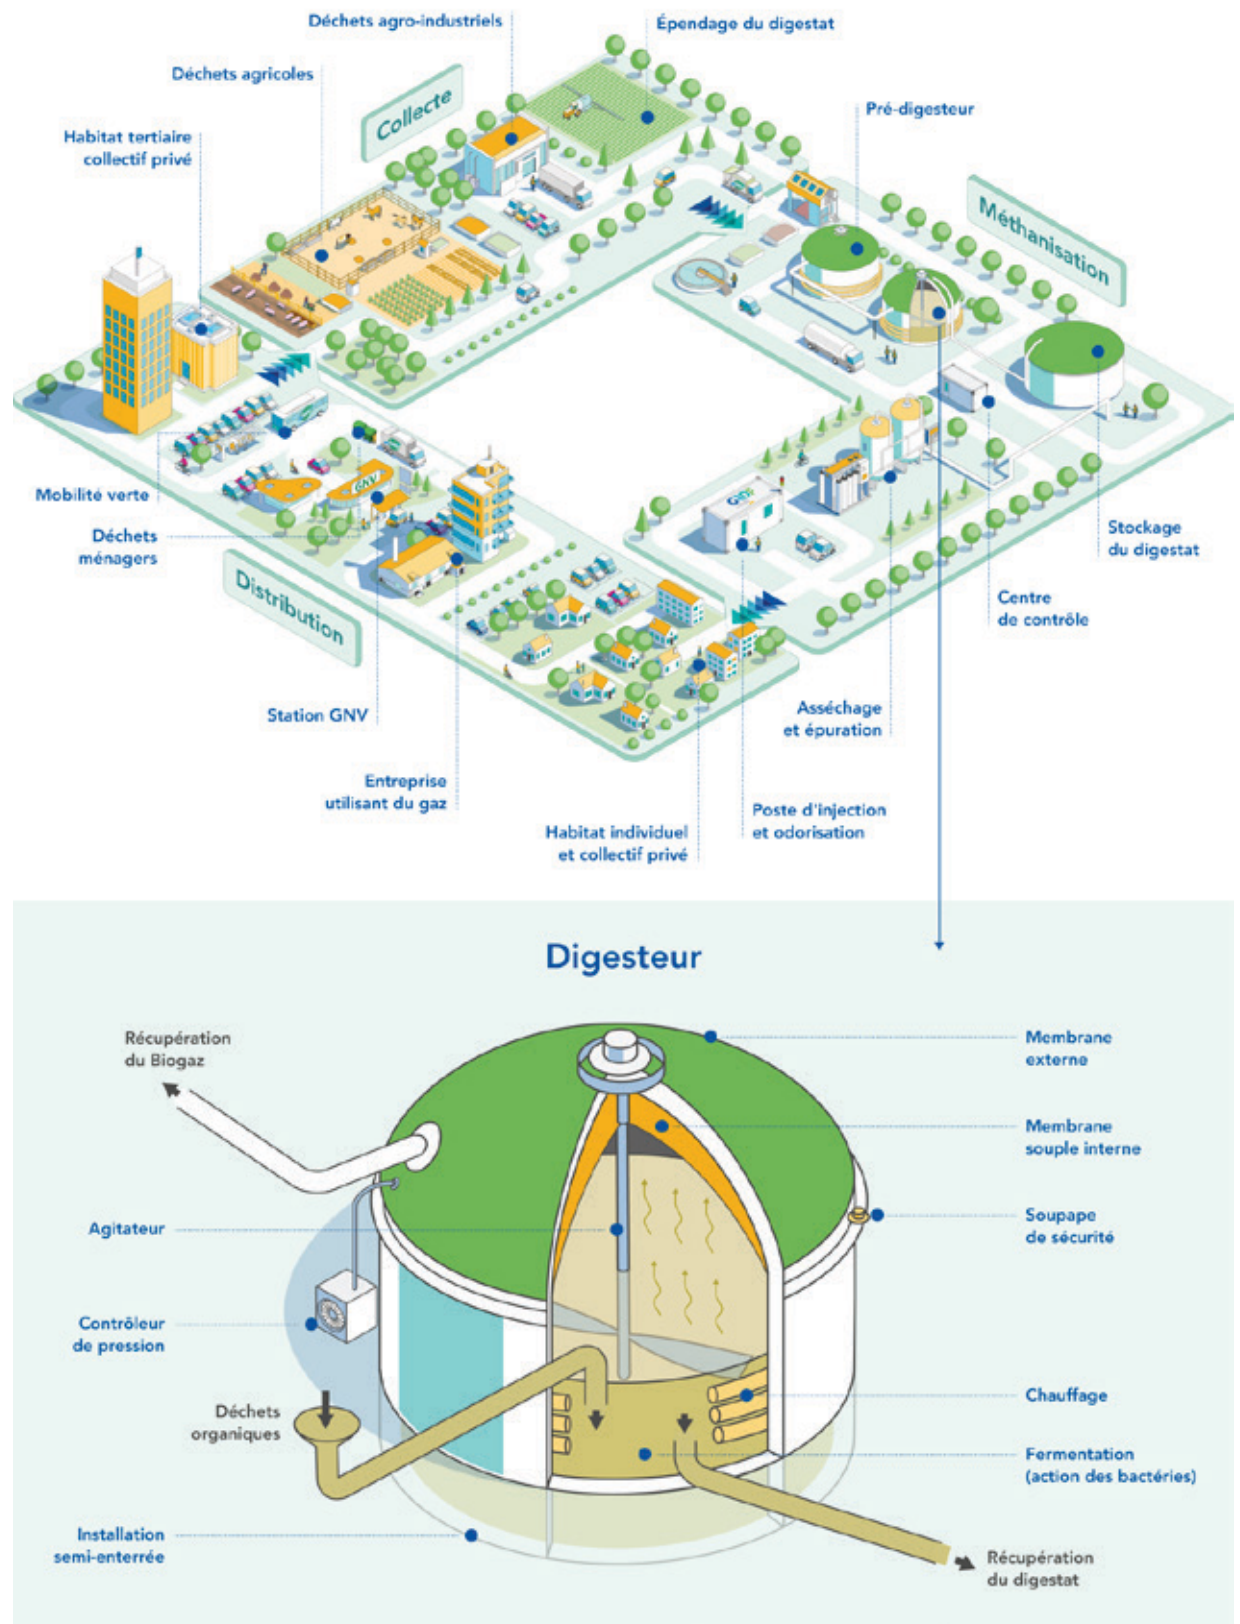 Déchets agro-industriels
Épendage du digestat
Déchets agricoles
Collecte
Pré-digesteur
Habitat tertiaire
collectif privé
Méthanisation
Mobilité verte
GNV
Déchets
ménagers
Distribution
Stockage
du digestat
Centre
de contrôle
Station GNV
Asséchage
et épuration
Entreprise
utilisant du gaz
Poste d'injection
et odorisation
Habitat individuel
et collectif privé
Digesteur
Récupération
du Biogaz
Membrane
externe
Membrane
souple interne
Agitateur
Soupape
de sécurité
Contrôleur
de pression
Déchets
organiques
Chauffage
Fermentation
(action des bactéries)
Installation
semi-enterrée
Récupération
du digestat